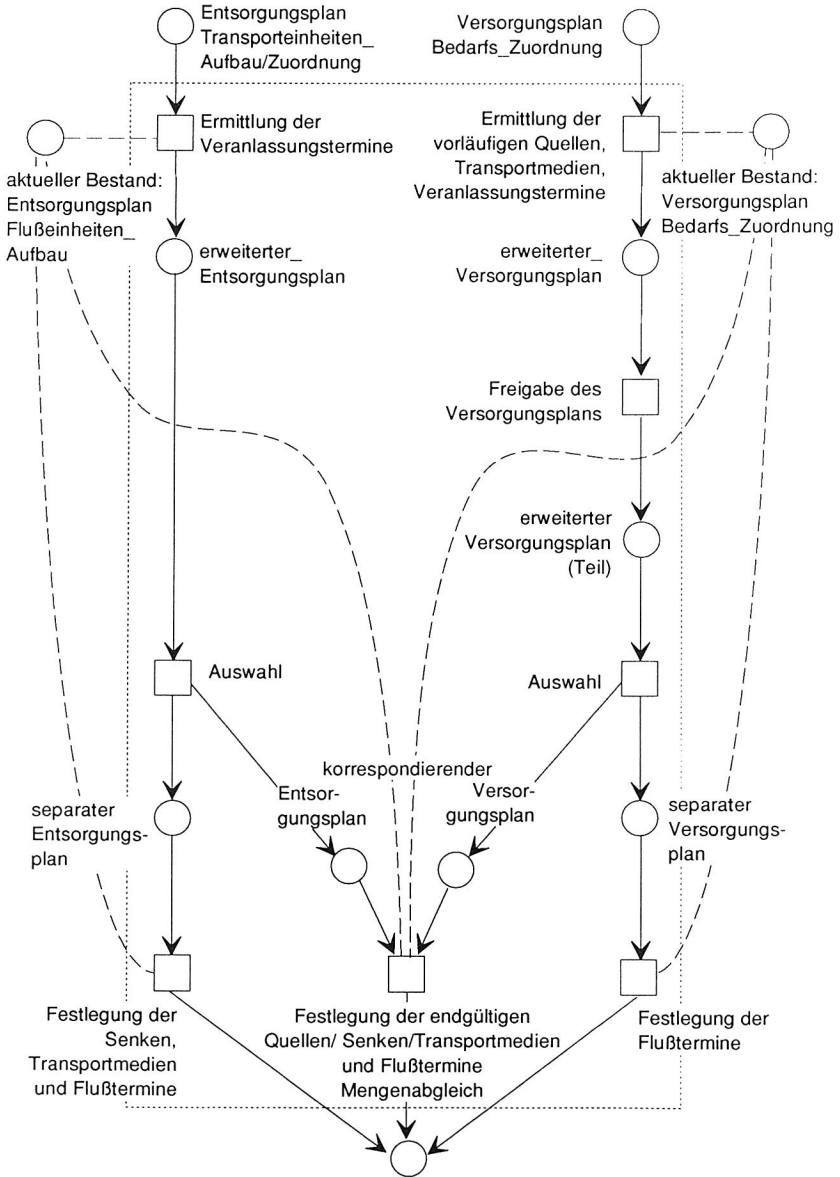 Entsorgungsplan
Transporteinheiten_
Aufbau/Zuordnung
Versorgungsplan
Bedarfs_Zuordnung
Ermittlung der
Veranlassungstermine
Ermittlung der
vorläufigen Quellen,
Transportmedien,
Veranlassungstermine
aktueller Bestand:
Entsorgungsplan
Flußeinheiten_
Aufbau
aktueller Bestand:
Versorgungsplan
Bedarfs_Zuordnung
erweiterter_
Entsorgungsplan
erweiterter_
Versorgungsplan
Freigabe des
Versorgungsplans
erweiterter
Versorgungsplan
(Teil)
Auswahl
Auswahl
korrespondierender
Entsor-
gungsplan
Versor-
gungsplan
separater
Entsorgungs-
plan
separater
Versorgungs-
plan
Festlegung der
Senken,
Transportmedien
und Flußtermine
Festlegung der endgültigen
Quellen/ Senken/Transportmedien
und Flußtermine
Mengenabgleich
Festlegung der
Flußtermine